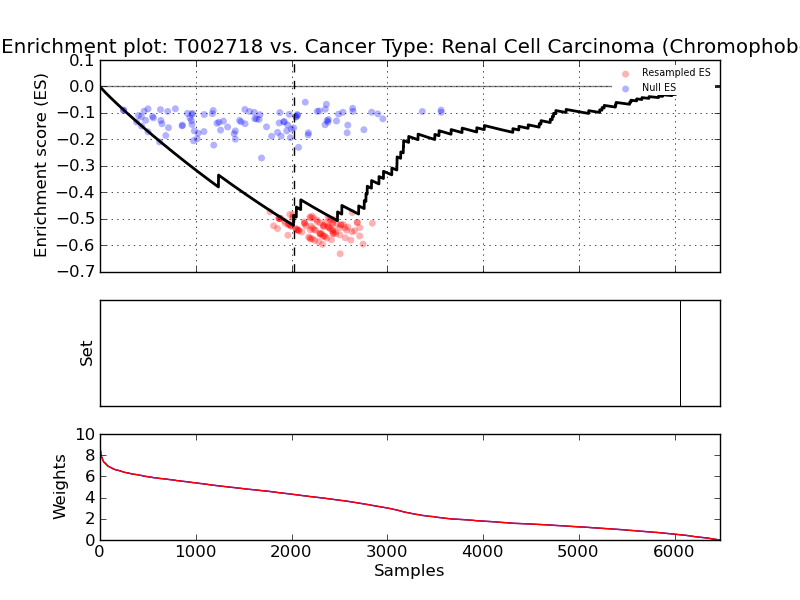 Enrichment plot: T002718 vs. Cancer Type: Renal Cell Carcinoma (Chromophob
0.1
0.0
−0.1
−0.2
−0.3
−0.4
−0.5
−0.6
−0.7
Enrichment score (ES)
Resampled ES
Null ES
Set
10
8
6
4
2
0
Weights
0 1000 2000 3000 4000 5000 6000
Samples